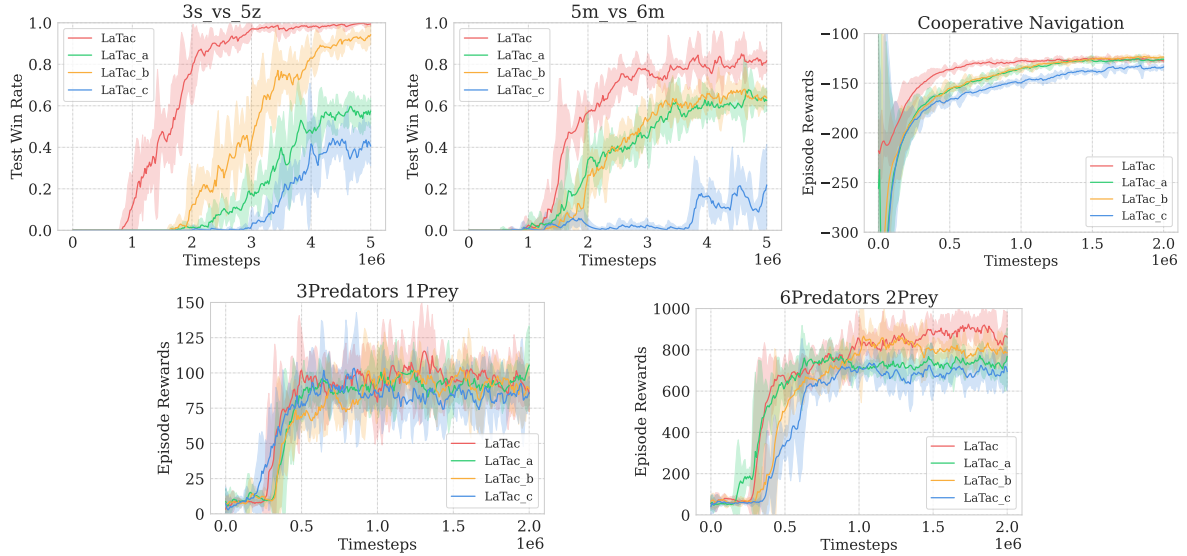 3s_vs_5z
Test Win Rate
1.0
0.8
0.6
0.4
0.2
0.0
LaTac
LaTac_a
LaTac_b
LaTac_c
0 1 2 3 4 5
Timesteps 1e6
5m_vs_6m
Test Win Rate
1.0
0.8
0.6
0.4
0.2
0.0
LaTac
LaTac_a
LaTac_b
LaTac_c
0 1 2 3 4 5
Timesteps 1e6
Cooperative Navigation
Episode Rewards
−100
−150
−200
−250
−300
LaTac
LaTac_a
LaTac_b
LaTac_c
0.0 0.5 1.0 1.5 2.0
Timesteps 1e6
3Predators 1Prey
Episode Rewards
150
125
100
75
50
25
0
LaTac
LaTac_a
LaTac_b
LaTac_c
0.0 0.5 1.0 1.5 2.0
Timesteps 1e6
6Predators 2Prey
Episode Rewards
1000
800
600
400
200
0
LaTac
LaTac_a
LaTac_b
LaTac_c
0.0 0.5 1.0 1.5 2.0
Timesteps 1e6